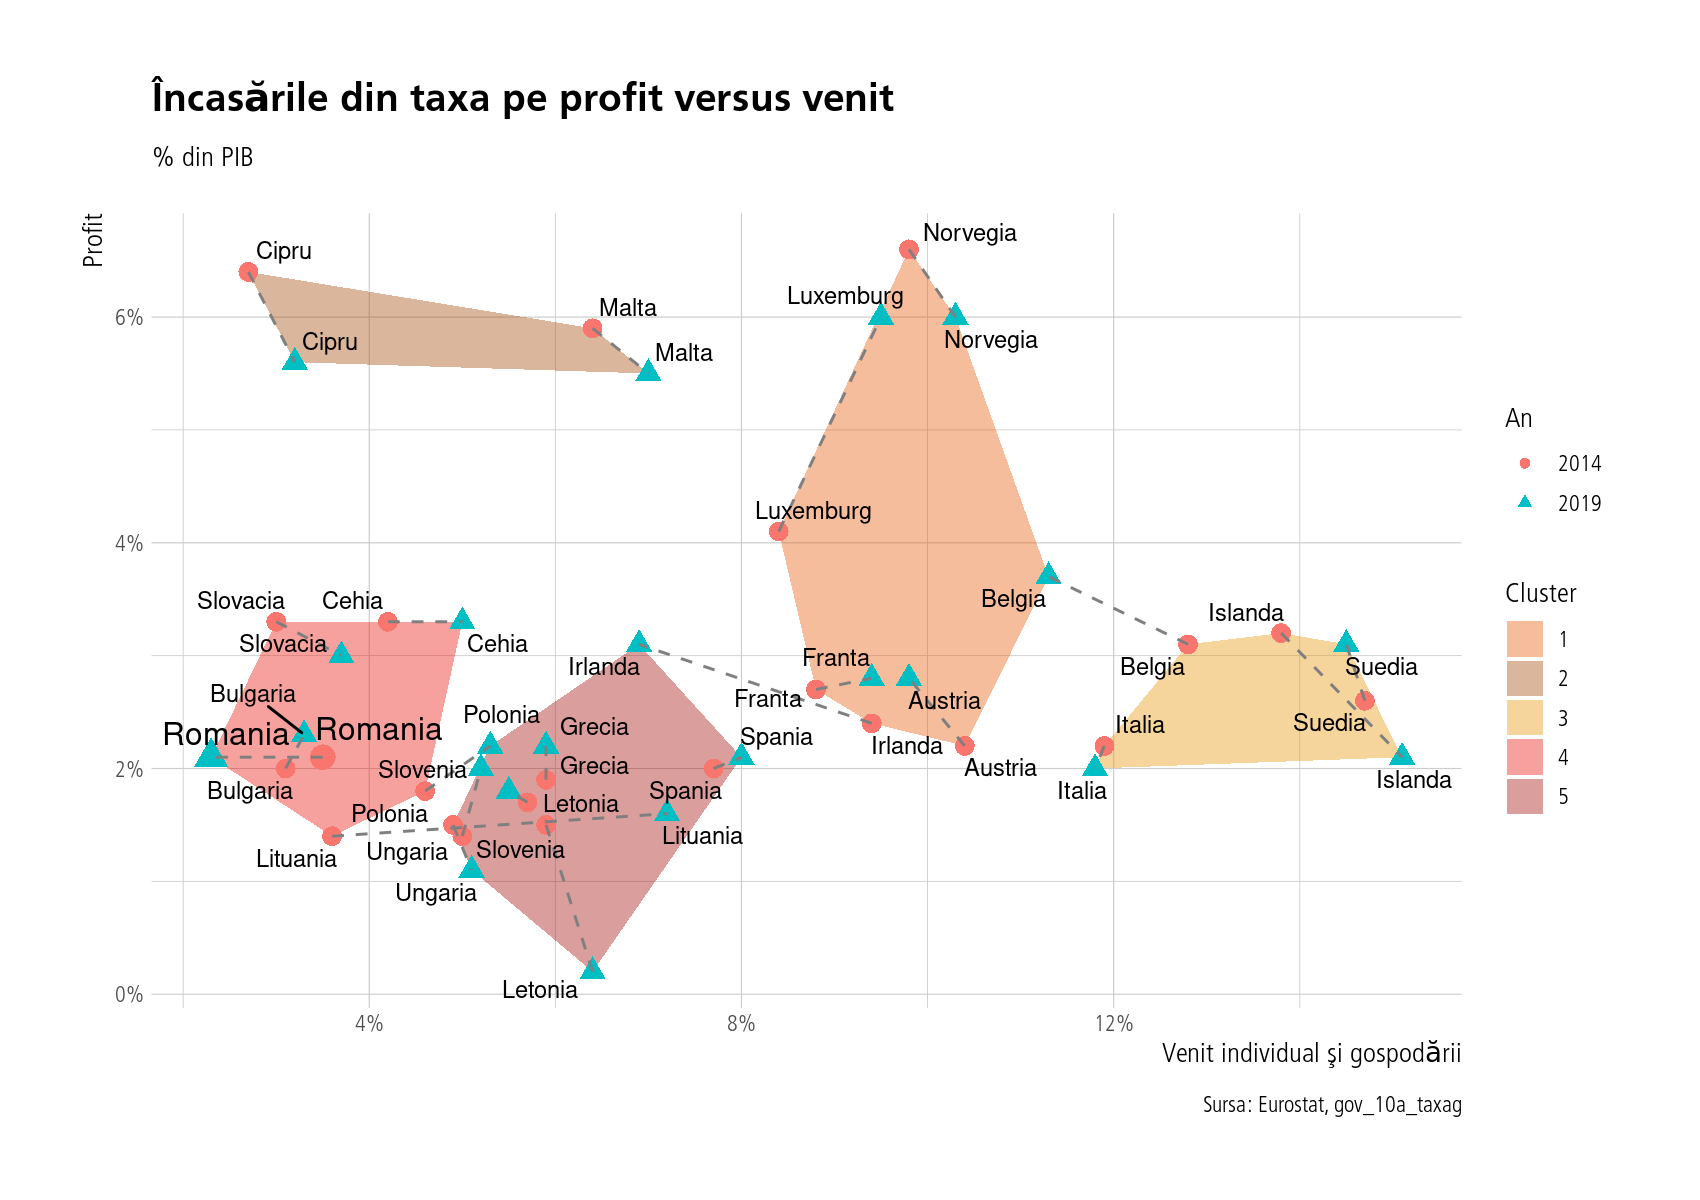 Încasările din taxa pe profit versus venit
% din PIB
Profit
Norvegia
Cipru
Luxemburg
Malta
6%
Cipru
Norvegia
Malta
An
2014
2019
Luxemburg
4%
Cluster
1
2
3
4
5
Slovacia
Cehia
Belgia
Islanda
Slovacia
Cehia
Irlanda
Franta
Belgia
Suedia
Bulgaria
Franta
Austria
Polonia
Grecia
Italia
Suedia
Romania
Romania
Spania
Irlanda
2%
Slovenia
Grecia
Austria
Islanda
Bulgaria
Spania
Italia
Letonia
Polonia
Lituania
Ungaria
Slovenia
Lituania
Ungaria
Letonia
0%
4%
8%
12%
Venit individual şi gospodării
Sursa: Eurostat, gov_10a_taxag